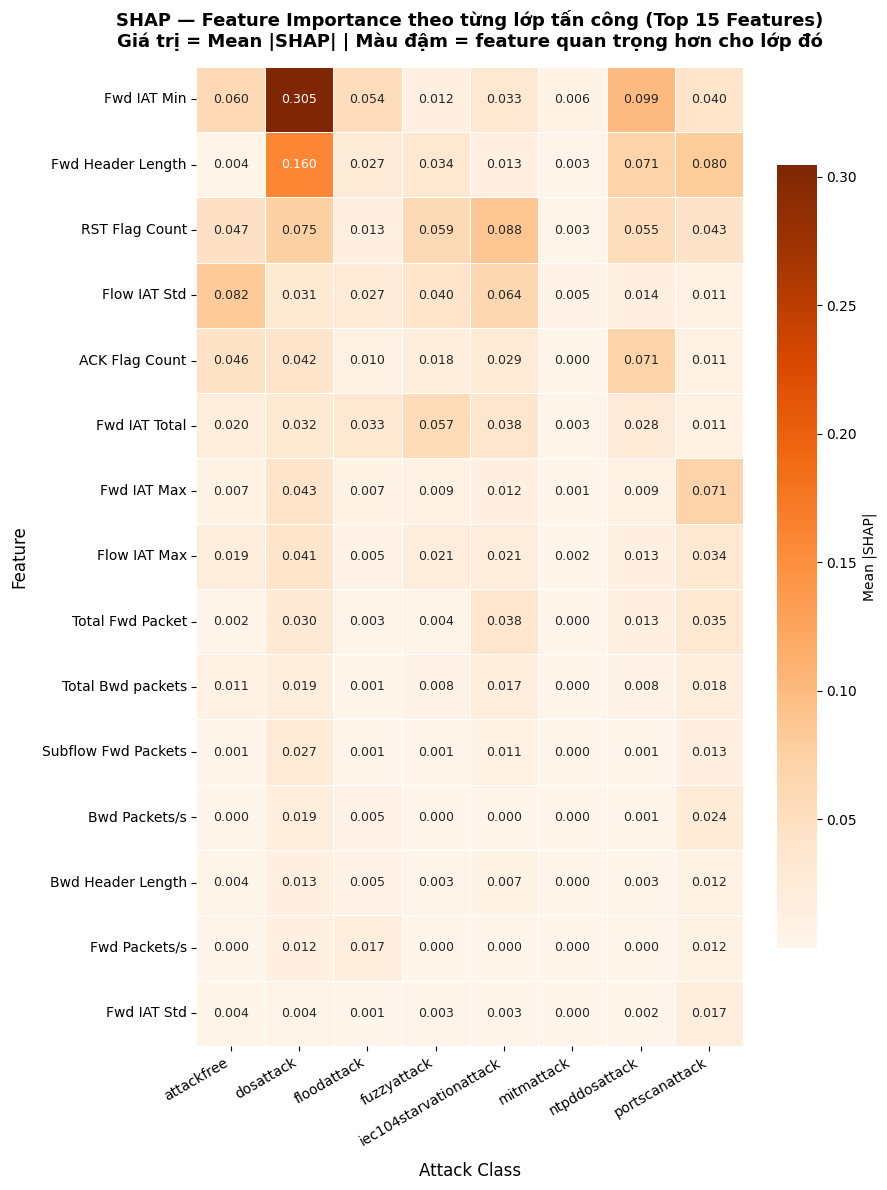 SHAP — Feature Importance theo từng lớp tấn công (Top 15 Features)
Giá trị = Mean |SHAP| | Màu đậm = feature quan trọng hơn cho lớp đó
Feature
Fwd IAT Min 0.060 0.305 0.054 0.012 0.033 0.006 0.099 0.040
Fwd Header Length 0.004 0.160 0.027 0.034 0.013 0.003 0.071 0.080
RST Flag Count 0.047 0.075 0.013 0.059 0.088 0.003 0.055 0.043
Flow IAT Std 0.082 0.031 0.027 0.040 0.064 0.005 0.014 0.011
ACK Flag Count 0.046 0.042 0.010 0.018 0.029 0.000 0.071 0.011
Fwd IAT Total 0.020 0.032 0.033 0.057 0.038 0.003 0.028 0.011
Fwd IAT Max 0.007 0.043 0.007 0.009 0.012 0.001 0.009 0.071
Flow IAT Max 0.019 0.041 0.005 0.021 0.021 0.002 0.013 0.034
Total Fwd Packet 0.002 0.030 0.003 0.004 0.038 0.000 0.013 0.035
Total Bwd packets 0.011 0.019 0.001 0.008 0.017 0.000 0.008 0.018
Subflow Fwd Packets 0.001 0.027 0.001 0.001 0.011 0.000 0.001 0.013
Bwd Packets/s 0.000 0.019 0.005 0.000 0.000 0.000 0.001 0.024
Bwd Header Length 0.004 0.013 0.005 0.003 0.007 0.000 0.003 0.012
Fwd Packets/s 0.000 0.012 0.017 0.000 0.000 0.000 0.000 0.012
Fwd IAT Std 0.004 0.004 0.001 0.003 0.003 0.000 0.002 0.017
attackfree dosattack floodattack fuzzyattack iec104starvationattack mitmattack ntpddosattack portscanattack
Attack Class
0.30
0.25
0.20
0.15
0.10
0.05
Mean |SHAP|